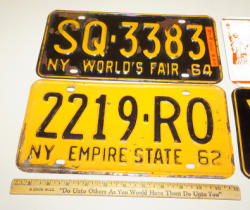 SQ·3383
NY WORLD'S FAIR 64
2219·RO
NY EMPIRE STATE 62
"Do Unto Others As You Would Have Them Do Unto You"